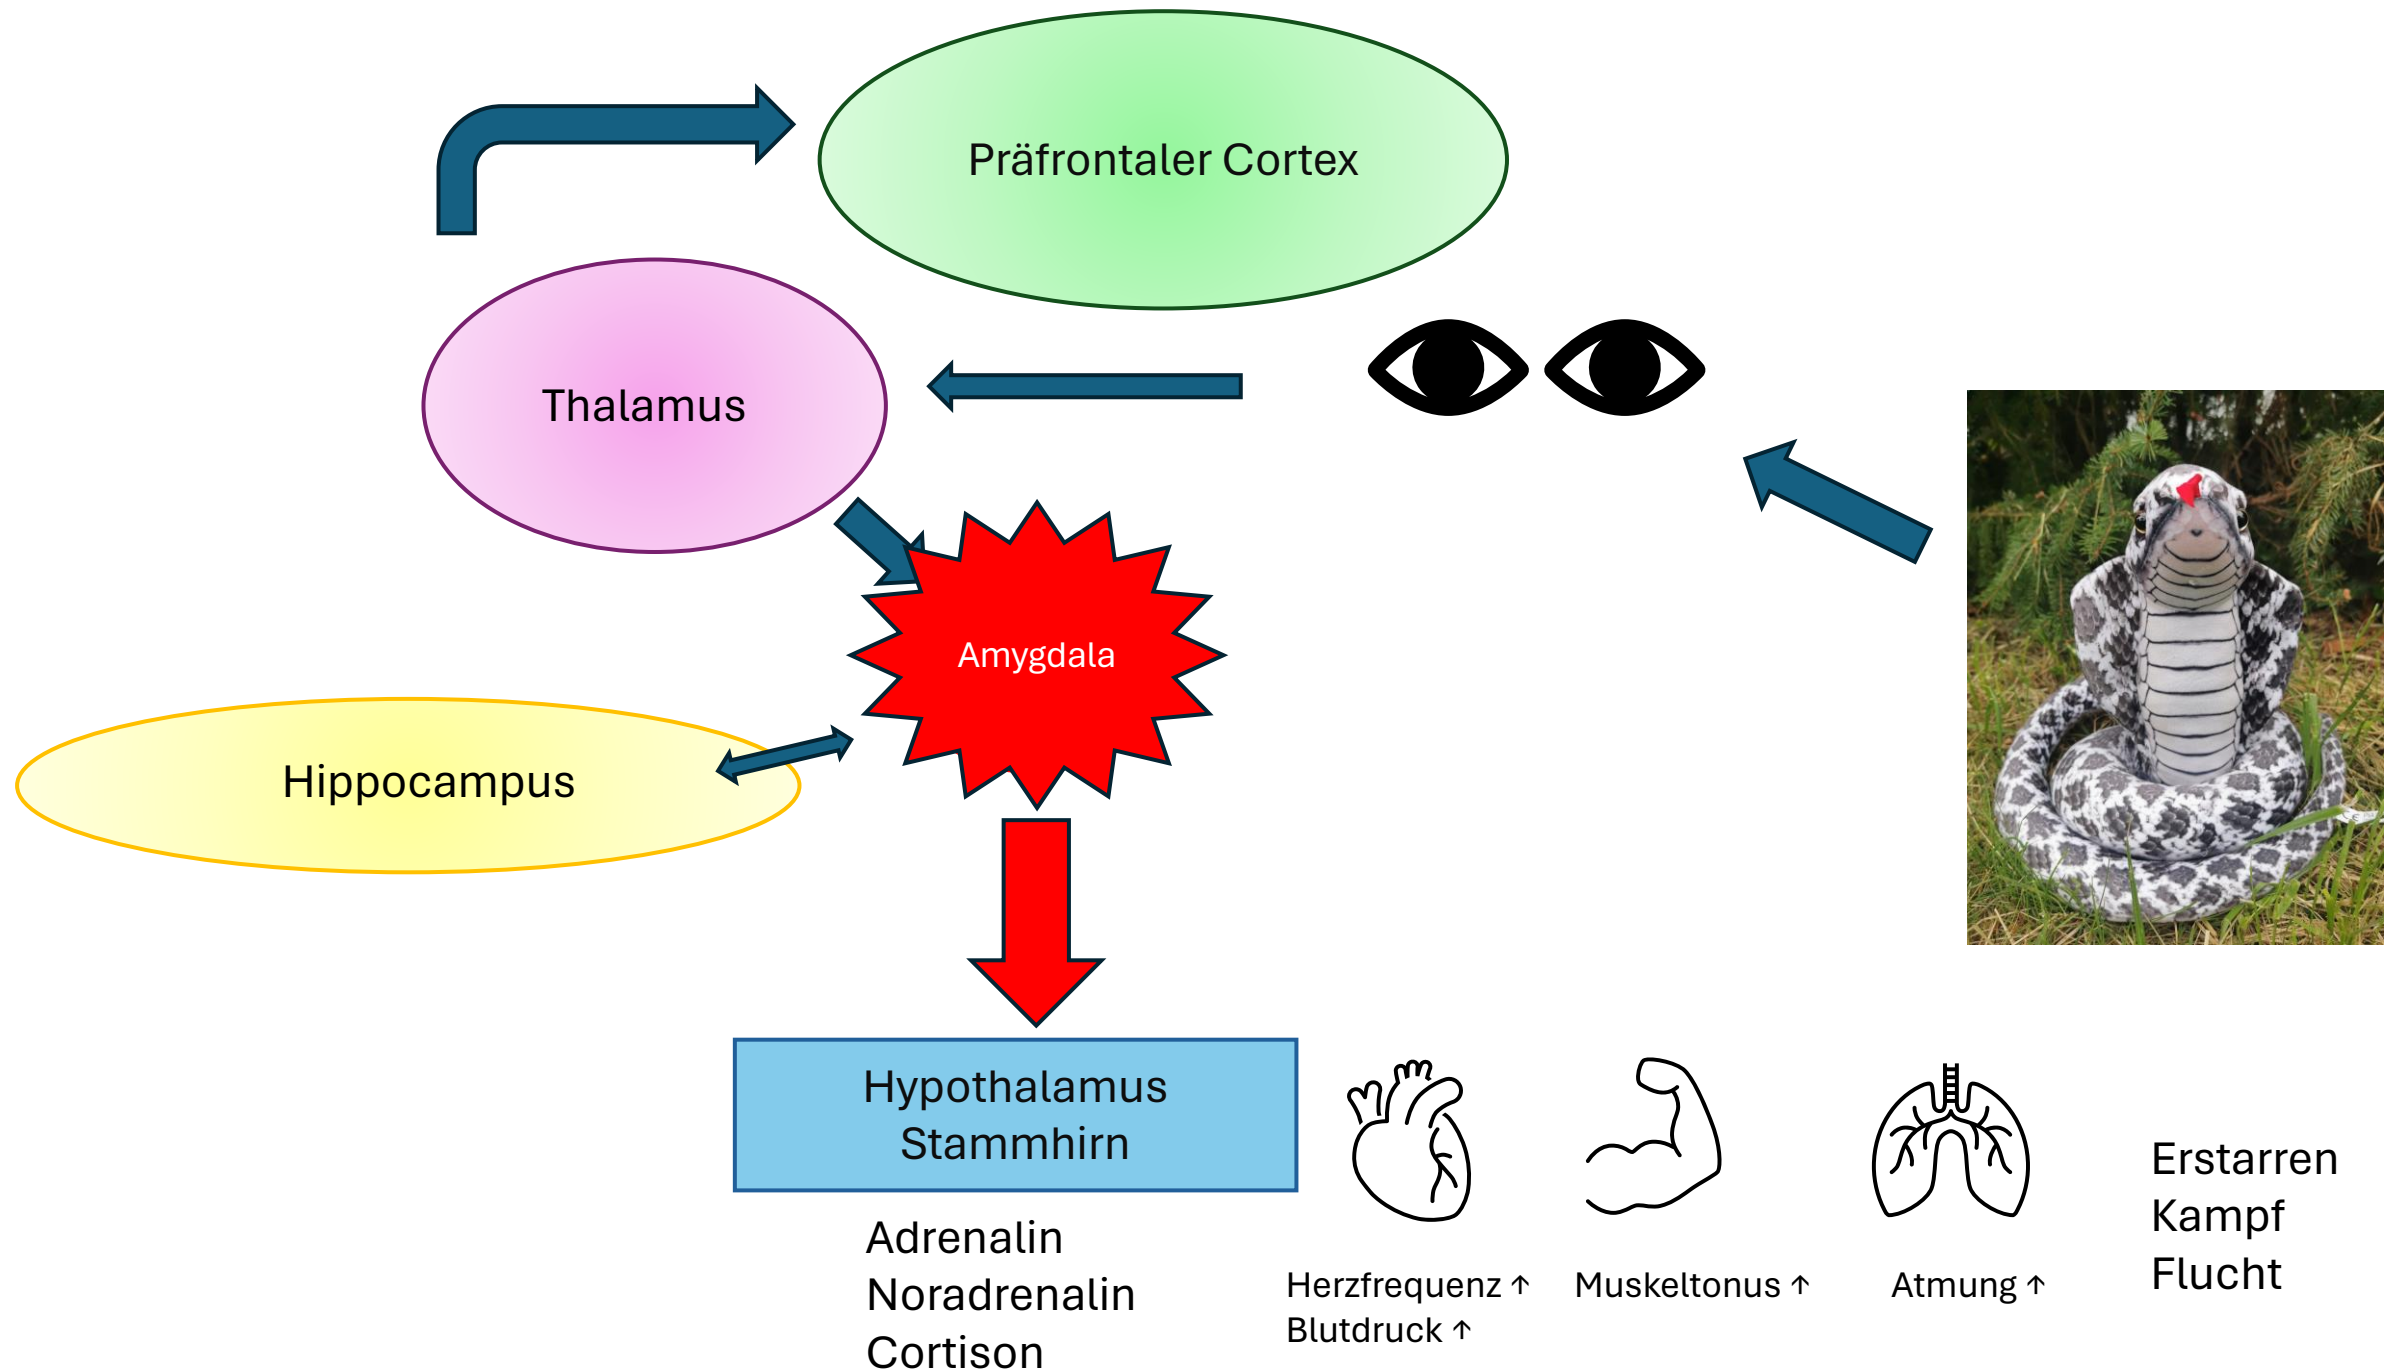 Präfrontaler Cortex
Thalamus
Amygdala
Hippocampus
Hypothalamus
Stammhirn
Adrenalin
Noradrenalin
Cortison
Herzfrequenz ↑
Blutdruck ↑
Muskeltonus ↑
Atmung ↑
Erstarren
Kampf
Flucht